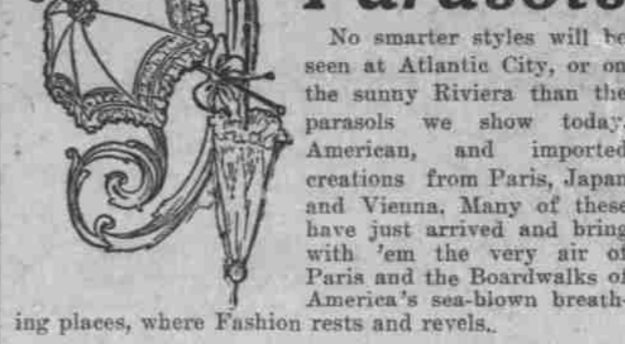 Parasols
No smarter styles will be
seen at Atlantic City, or on
the sunny Riviera than the
parasols we show today.
American, and imported
creations from Paris, Japan
and Vienna. Many of these
have just arrived and bring
with 'em the very air of
Paris and the Boardwalks of
America's sea-blown breath-
ing places, where Fashion rests and revels..